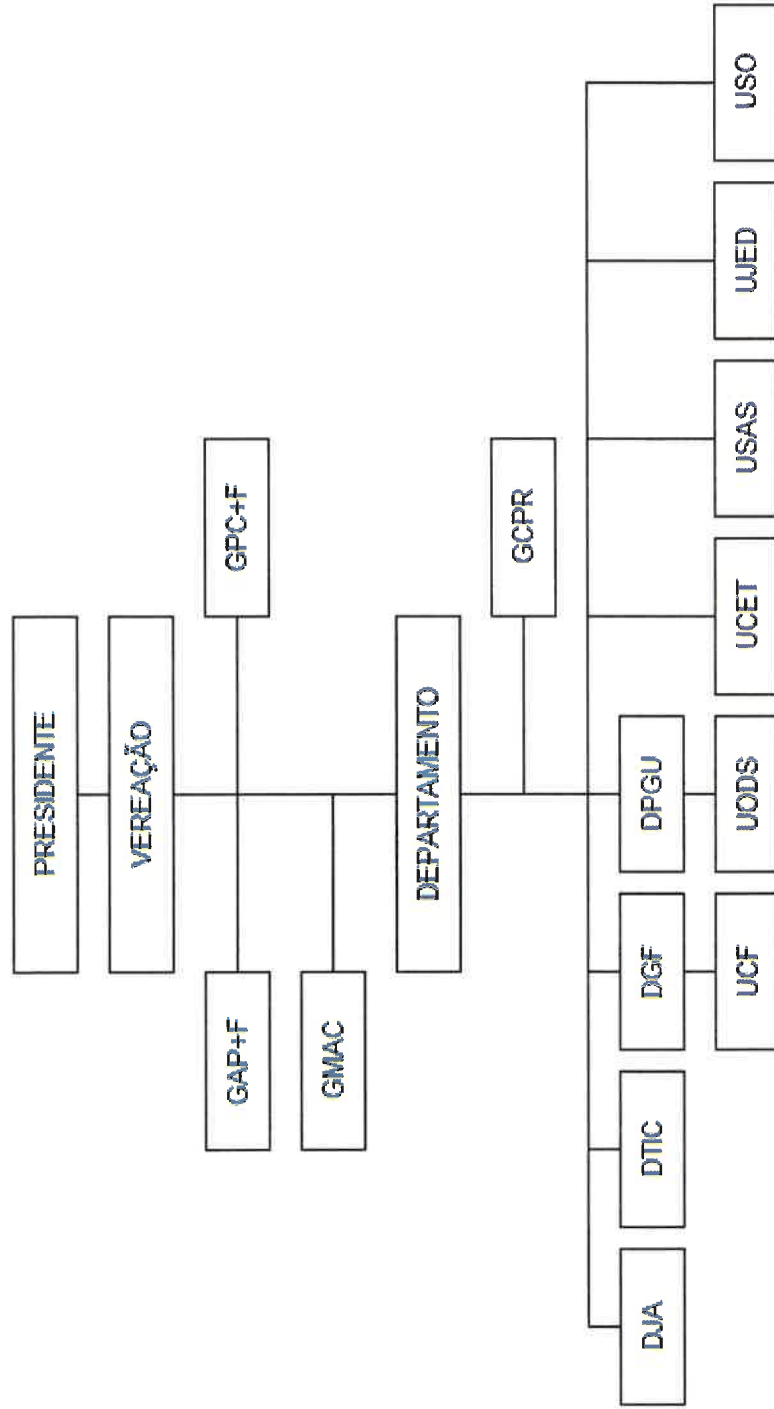 PRESIDENTE
VEREAÇÃO
GAP+F
GPC+F
GMAC
DEPARTAMENTO
GCPR
DJA
DTIC
DGF
DPGU
UCF
UODS
UCET
USAS
UJED
USO